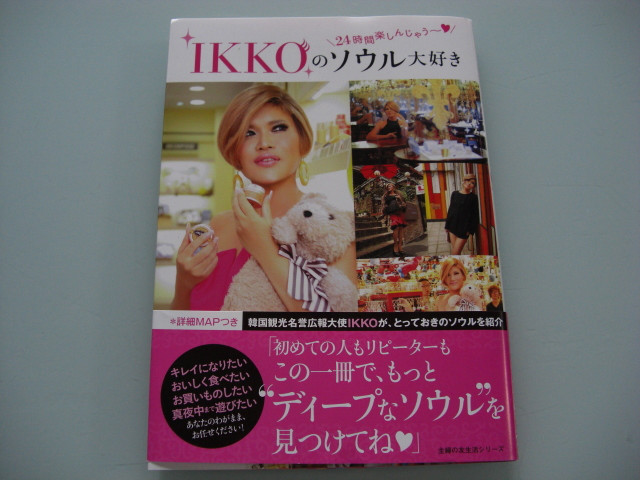 24時間楽しんじゃう〜♥
IKKOのソウル大好き
*詳細MAPつき
韓国観光名誉広報大使IKKOが、とっておきのソウルを紹介
キレイになりたい
おいしく食べたい
お買いものしたい
真夜中まで遊びたい
あなたのわがまま、
お任せください!
「初めての人もリピーターも
この一冊で、もっと
“ディープなソウル”を
見つけてね♥」
主婦の友生活シリーズ